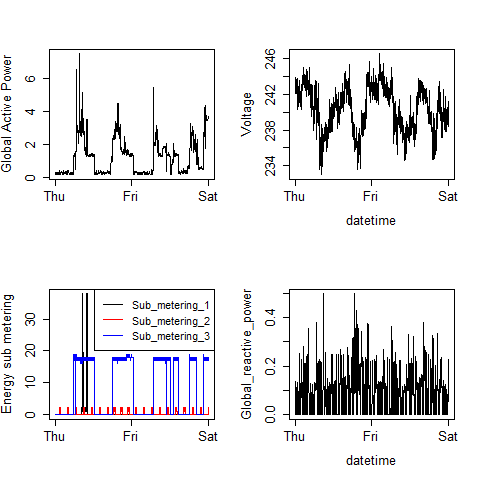 Global Active Power
0 2 4 6
Thu Fri Sat
Voltage
234 238 242 246
Thu Fri Sat
datetime
Energy sub metering
0 10 20 30
Sub_metering_1
Sub_metering_2
Sub_metering_3
Thu Fri Sat
Global_reactive_power
0.0 0.2 0.4
Thu Fri Sat
datetime